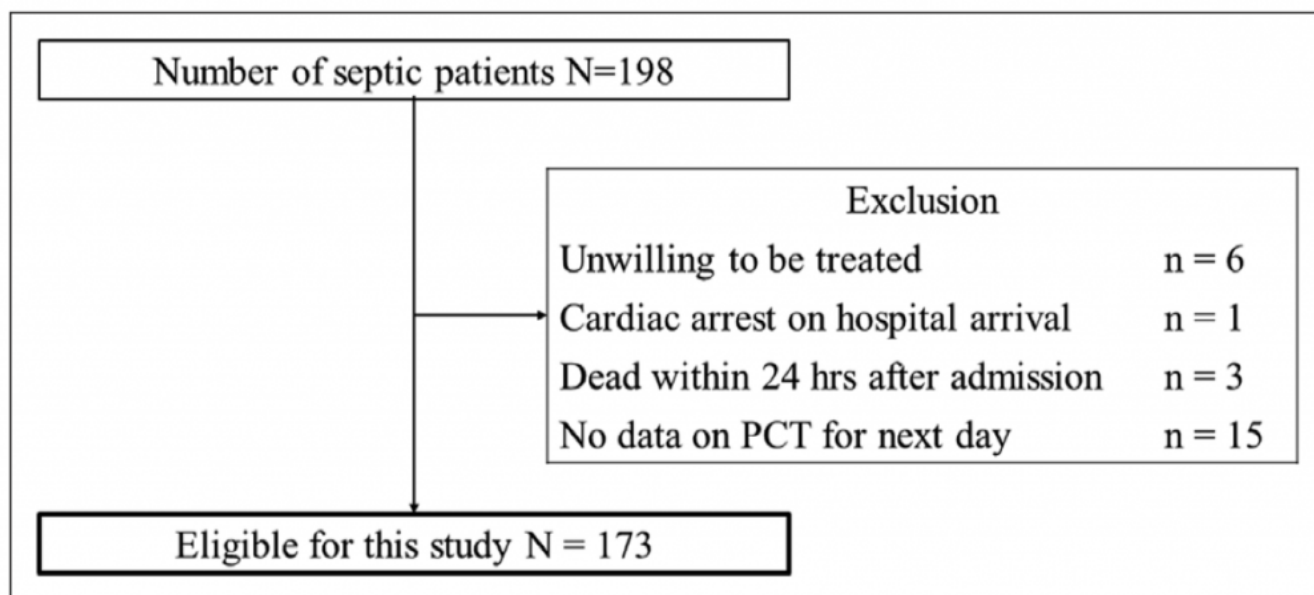 Number of septic patients N=198
Exclusion
Unwilling to be treated n = 6
Cardiac arrest on hospital arrival n = 1
Dead within 24 hrs after admission n = 3
No data on PCT for next day n = 15
Eligible for this study N = 173